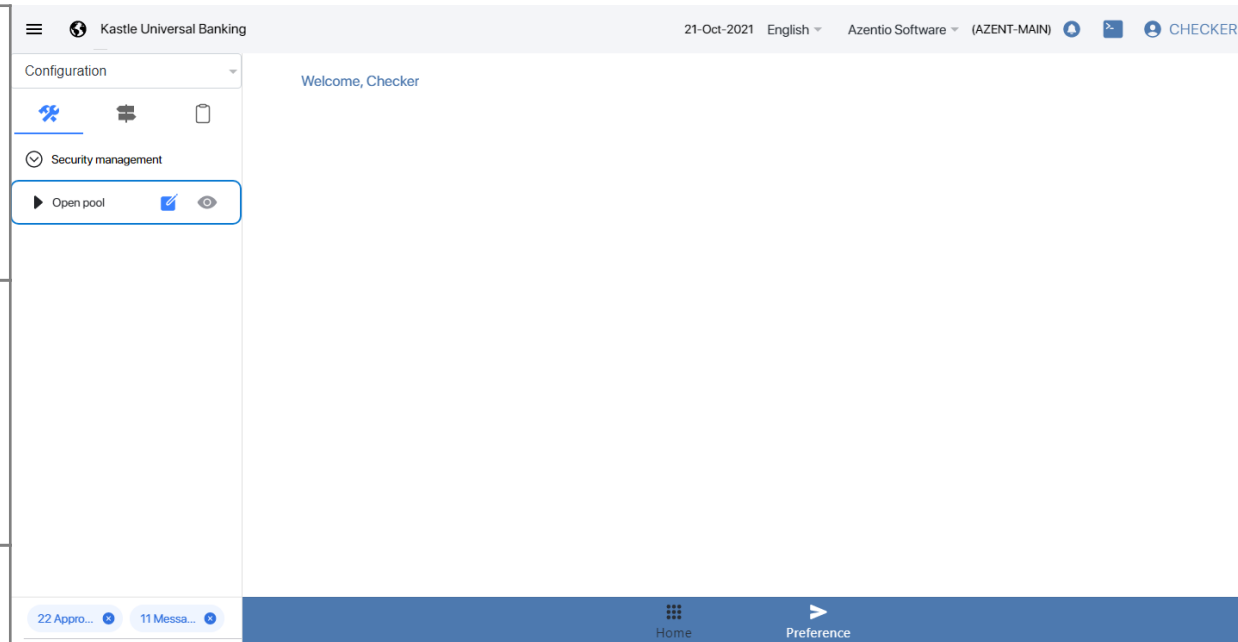 Kastle Universal Banking
21-Oct-2021 English Azentio Software (AZENT-MAIN) CHECKER
Configuration
Welcome, Checker
Security management
Open pool
22 Appro... 11 Messa...
Home Preference